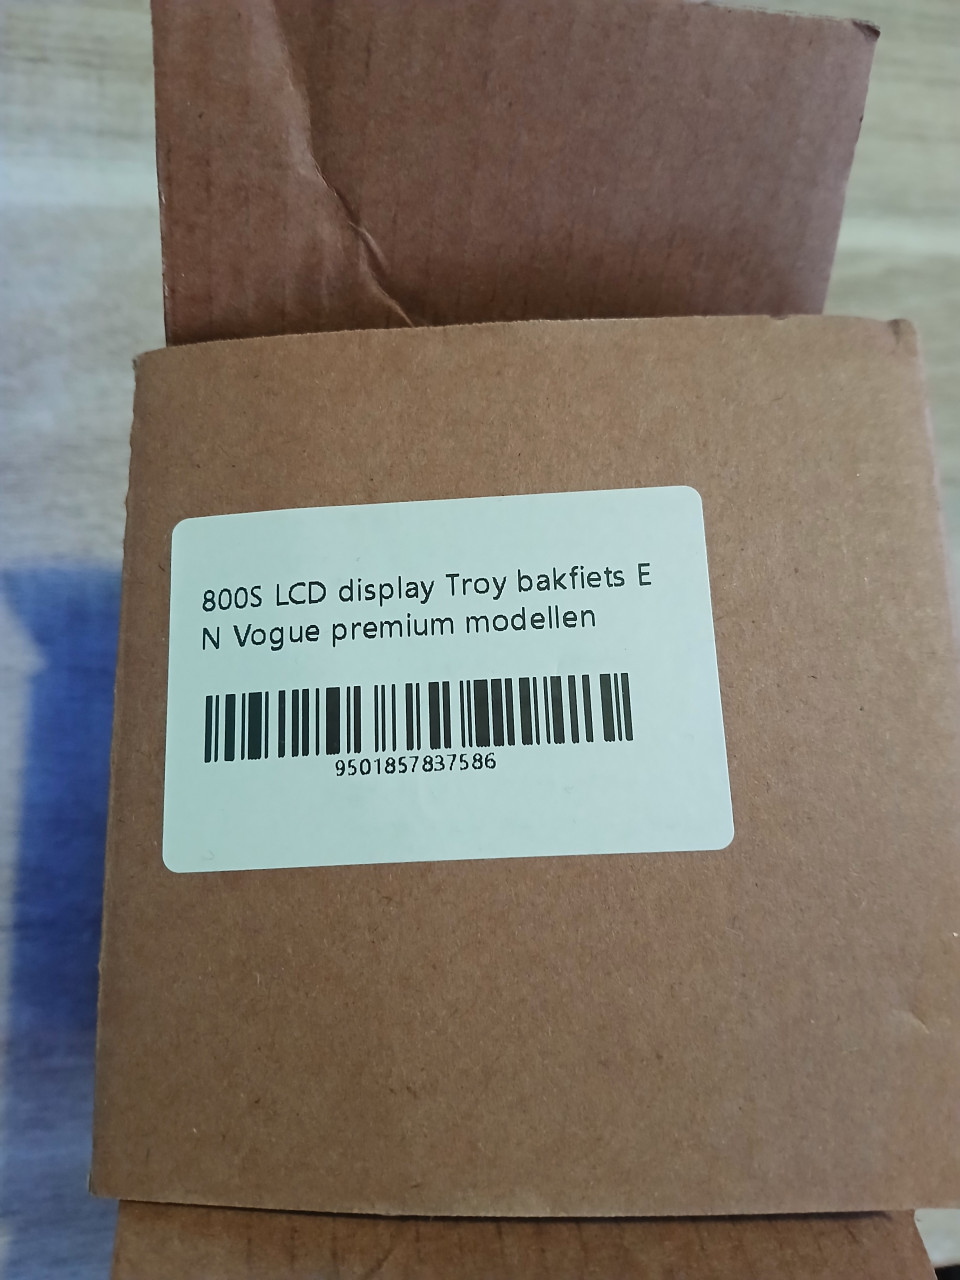 800S LCD display Troy bakfiets E
N Vogue premium modellen
9501857837586